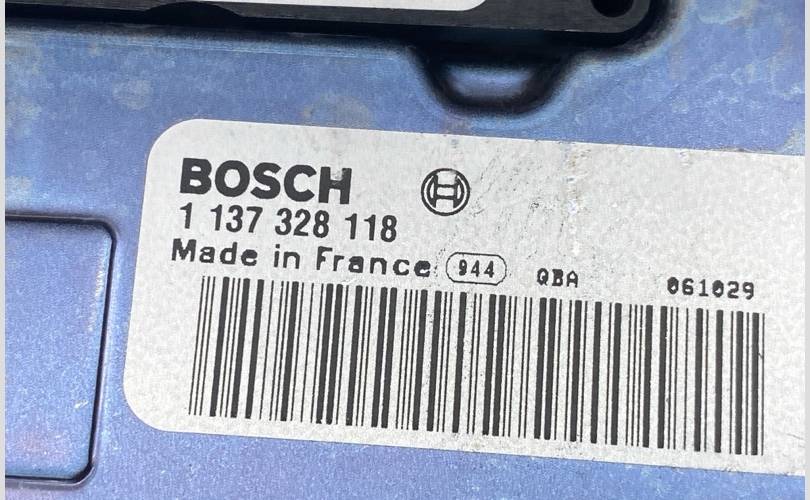 BOSCH
1 137 328 118
Made in France 944 QBA 061029